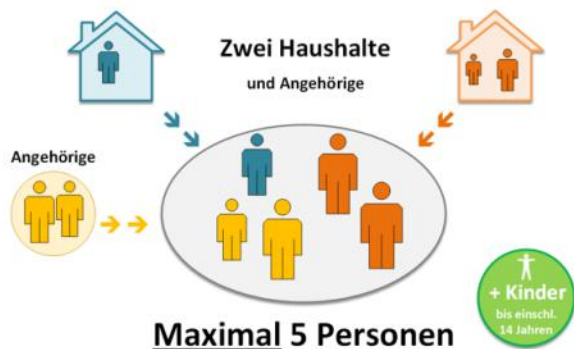 Zwei Haushalte
und Angehörige
Angehörige
+ Kinder
bis einschl.
14 Jahren
Maximal 5 Personen